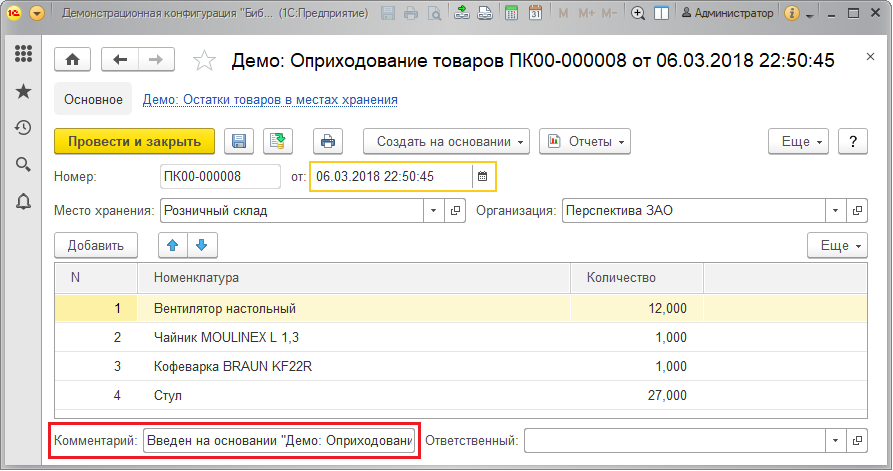 Демонстрационная конфигурация "Биб... (1С:Предприятие)
M M+ M-
31
Администратор
Демо: Оприходование товаров ПК00-000008 от 06.03.2018 22:50:45
Основное Демо: Остатки товаров в местах хранения
Провести и закрыть Создать на основании Отчеты Еще ?
Номер: ПК00-000008 от: 06.03.2018 22:50:45
Место хранения: Розничный склад Организация: Перспектива ЗАО
Добавить Еще
N Номенклатура Количество
1 Вентилятор настольный 12,000
2 Чайник MOULINEX L 1,3 1,000
3 Кофеварка BRAUN KF22R 1,000
4 Стул 27,000
Комментарий: Введен на основании "Демо: Оприходовани Ответственный: